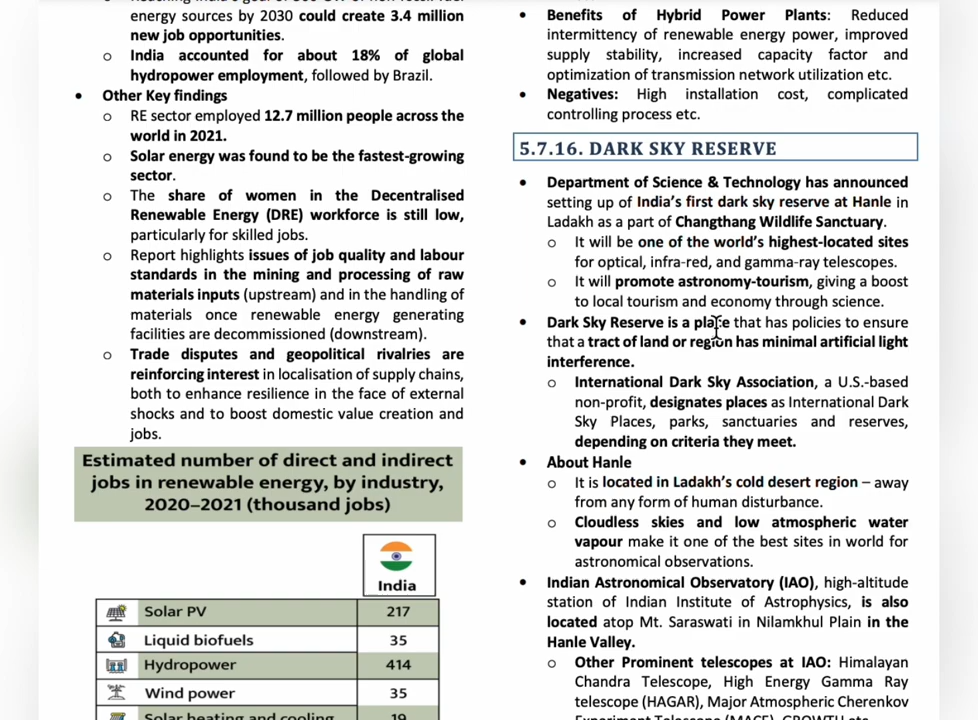 energy sources by 2030 could create 3.4 million
new job opportunities.
o India accounted for about 18% of global
hydropower employment, followed by Brazil.
• Other Key findings
o RE sector employed 12.7 million people across the
world in 2021.
o Solar energy was found to be the fastest-growing
sector.
o The share of women in the Decentralised
Renewable Energy (DRE) workforce is still low,
particularly for skilled jobs.
o Report highlights issues of job quality and labour
standards in the mining and processing of raw
materials inputs (upstream) and in the handling of
materials once renewable energy generating
facilities are decommissioned (downstream).
o Trade disputes and geopolitical rivalries are
reinforcing interest in localisation of supply chains,
both to enhance resilience in the face of external
shocks and to boost domestic value creation and
jobs.
Estimated number of direct and indirect
jobs in renewable energy, by industry,
2020–2021 (thousand jobs)
India
Solar PV 217
Liquid biofuels 35
Hydropower 414
Wind power 35
Solar heating and cooling 19
• Benefits of Hybrid Power Plants: Reduced
intermittency of renewable energy power, improved
supply stability, increased capacity factor and
optimization of transmission network utilization etc.
• Negatives: High installation cost, complicated
controlling process etc.
5.7.16. DARK SKY RESERVE
• Department of Science & Technology has announced
setting up of India's first dark sky reserve at Hanle in
Ladakh as a part of Changthang Wildlife Sanctuary.
o It will be one of the world's highest-located sites
for optical, infra-red, and gamma-ray telescopes.
o It will promote astronomy-tourism, giving a boost
to local tourism and economy through science.
• Dark Sky Reserve is a place that has policies to ensure
that a tract of land or region has minimal artificial light
interference.
o International Dark Sky Association, a U.S.-based
non-profit, designates places as International Dark
Sky Places, parks, sanctuaries and reserves,
depending on criteria they meet.
• About Hanle
o It is located in Ladakh's cold desert region – away
from any form of human disturbance.
o Cloudless skies and low atmospheric water
vapour make it one of the best sites in world for
astronomical observations.
• Indian Astronomical Observatory (IAO), high-altitude
station of Indian Institute of Astrophysics, is also
located atop Mt. Saraswati in Nilamkhul Plain in the
Hanle Valley.
o Other Prominent telescopes at IAO: Himalayan
Chandra Telescope, High Energy Gamma Ray
telescope (HAGAR), Major Atmospheric Cherenkov